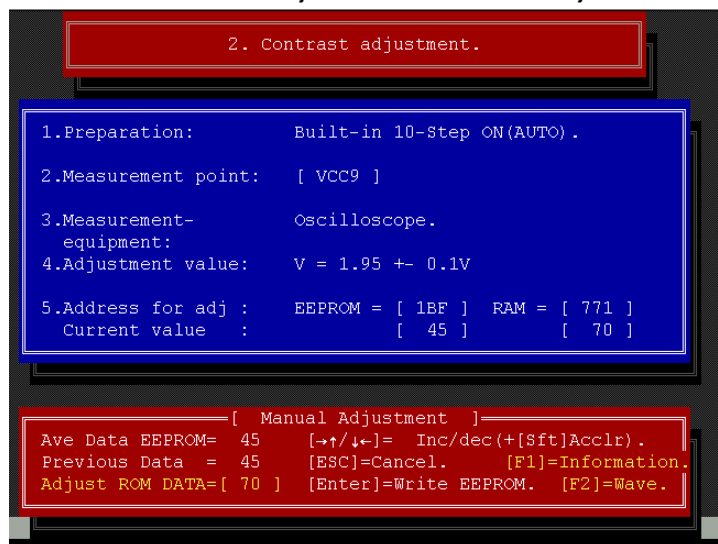 2. Contrast adjustment.
1.Preparation: Built-in 10-Step ON(AUTO).
2.Measurement point: [ VCC9 ]
3.Measurement- Oscilloscope.
equipment:
4.Adjustment value: V = 1.95 +- 0.1V
5.Address for adj : EEPROM = [ 1BF ] RAM = [ 771 ]
Current value : [ 45 ] [ 70 ]
[ Manual Adjustment ]
Ave Data EEPROM= 45 [→↑/↓←]= Inc/dec(+[Sft]Acclr).
Previous Data = 45 [ESC]=Cancel. [F1]=Information.
Adjust ROM DATA=[ 70 ] [Enter]=Write EEPROM. [F2]=Wave.